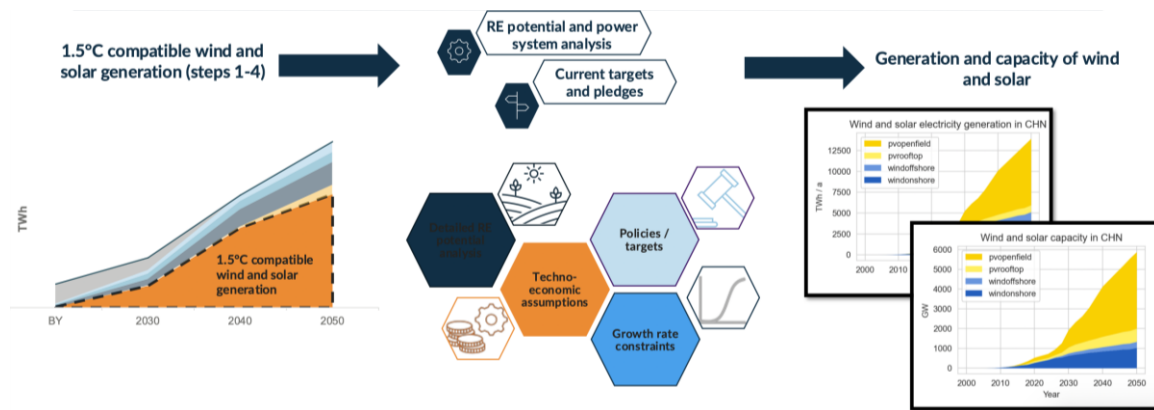 1.5°C compatible wind and
solar generation (steps 1-4)
RE potential and power
system analysis
Current targets
and pledges
Generation and capacity of wind
and solar
TWh
1.5°C compatible
wind and solar
generation
BY
2030
2040
2050
Detailed RE
potential
analysis
Techno-
economic
assumptions
Policies /
targets
Growth rate
constraints
Wind and solar electricity generation in CHN
pvopenfield
pvrooftop
windoffshore
windonshore
TWh / a
12500
10000
7500
5000
2500
0
2000
2010
Wind and solar capacity in CHN
pvopenfield
pvrooftop
windoffshore
windonshore
GW
6000
5000
4000
3000
2000
1000
0
2000
2010
2020
2030
2040
2050
Year